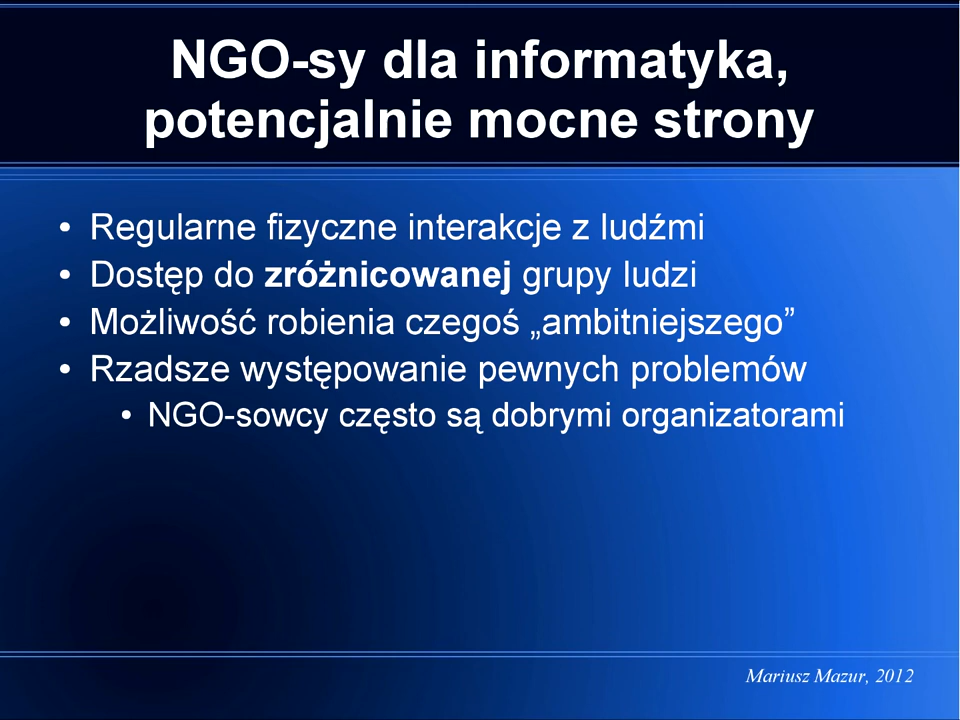 NGO-sy dla informatyka,
potencjalnie mocne strony
• Regularne fizyczne interakcje z ludźmi
• Dostęp do zróżnicowanej grupy ludzi
• Możliwość robienia czegoś „ambitniejszego”
• Rzadsze występowanie pewnych problemów
• NGO-sowcy często są dobrymi organizatorami
Mariusz Mazur, 2012